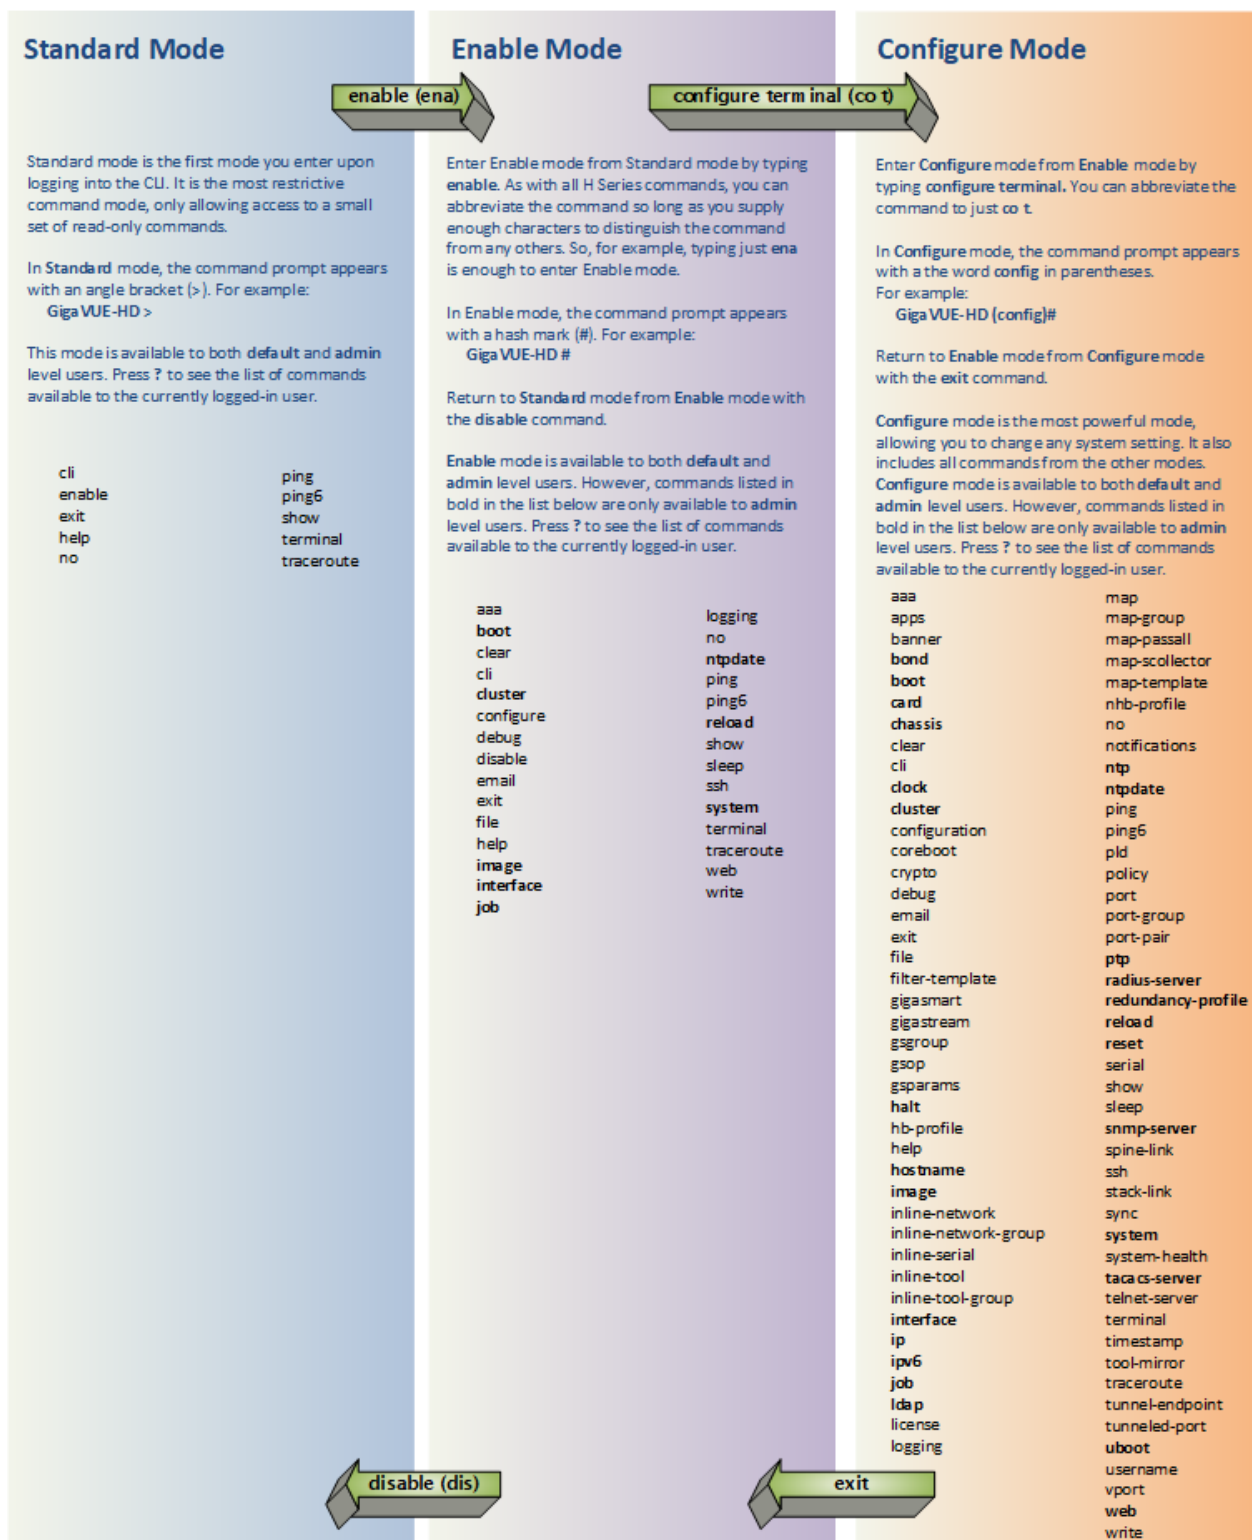 Standard Mode
enable (ena)
Standard mode is the first mode you enter upon
logging into the CLI. It is the most restrictive
command mode, only allowing access to a small
set of read-only commands.
In Standard mode, the command prompt appears
with an angle bracket (>). For example:
GigaVUE-HD >
This mode is available to both default and admin
level users. Press ? to see the list of commands
available to the currently logged-in user.
cli
enable
exit
help
no
ping
ping6
show
terminal
traceroute
Enable Mode
configure terminal (co t)
Enter Enable mode from Standard mode by typing
enable. As with all H Series commands, you can
abbreviate the command so long as you supply
enough characters to distinguish the command
from any others. So, for example, typing just ena
is enough to enter Enable mode.
In Enable mode, the command prompt appears
with a hash mark (#). For example:
GigaVUE-HD #
Return to Standard mode from Enable mode with
the disable command.
Enable mode is available to both default and
admin level users. However, commands listed in
bold in the list below are only available to admin
level users. Press ? to see the list of commands
available to the currently logged-in user.
aaa
boot
clear
cli
cluster
configure
debug
disable
email
exit
file
help
image
interface
job
logging
no
ntpdate
ping
ping6
reload
show
sleep
ssh
system
terminal
traceroute
web
write
disable (dis)
Configure Mode
Enter Configure mode from Enable mode by
typing configure terminal. You can abbreviate the
command to just co t.
In Configure mode, the command prompt appears
with a the word config in parentheses.
For example:
GigaVUE-HD (config)#
Return to Enable mode from Configure mode
with the exit command.
Configure mode is the most powerful mode,
allowing you to change any system setting. It also
includes all commands from the other modes.
Configure mode is available to both default and
admin level users. However, commands listed in
bold in the list below are only available to admin
level users. Press ? to see the list of commands
available to the currently logged-in user.
aaa
apps
banner
bond
boot
card
chassis
clear
cli
clock
cluster
configuration
coreboot
crypto
debug
email
exit
file
filter-template
gigasmart
gigastream
gsgroup
gsop
gsparams
halt
hb-profile
help
hostname
image
inline-network
inline-network-group
inline-serial
inline-tool
inline-tool-group
interface
ip
ipv6
job
ldap
license
logging
map
map-group
map-passall
map-scollector
map-template
nhb-profile
no
notifications
ntp
ntpdate
ping
ping6
pld
policy
port
port-group
port-pair
ptp
radius-server
redundancy-profile
reload
reset
serial
show
sleep
snmp-server
spine-link
ssh
stack-link
sync
system
system-health
tacacs-server
telnet-server
terminal
timestamp
tool-mirror
traceroute
tunnel-endpoint
tunneled-port
uboot
username
vport
web
write
exit